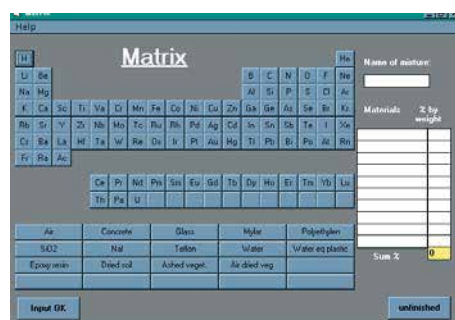 Help
Matrix
H He
Li Be B C N O F Ne
Na Mg Al Si P S Cl Ar
K Ca Sc Ti Va Cr Mn Fe Co Ni Cu Zn Ga Ge As Se Br Kr
Rb Sr Y Zr Nb Mo Tc Ru Rh Pd Ag Cd In Sn Sb Te I Xe
Cs Ba La Hf Ta W Re Os Ir Pt Au Hg Tl Pb Bi Po At Rn
Fr Ra Ac
Ce Pr Nd Pm Sm Eu Gd Tb Dy Ho Er Tm Yb Lu
Th Pa U
Name of mixture:
Materials % by
weight
Air Concrete Glass Mylar Polyethylen
SiO2 NaI Teflon Water Water eq plastic
Epoxy resin Dried soil Ashed veget. Air dried veg
Sum % 0
Input OK unfinished